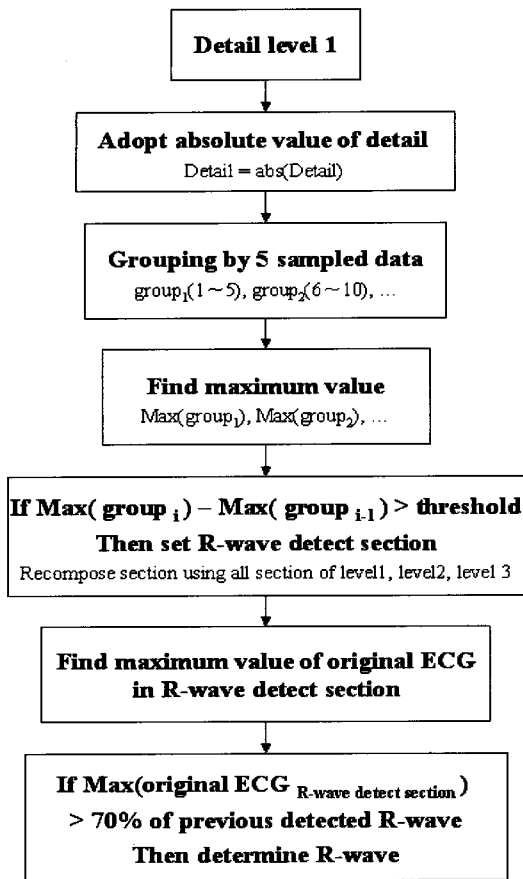 Detail level 1
Adopt absolute value of detail
Detail = abs(Detail)
Grouping by 5 sampled data
group₁(1~5), group₂(6~10), ...
Find maximum value
Max(group₁), Max(group₂), ...
If Max( group ᵢ) – Max( group ᵢ₋₁) > threshold
Then set R-wave detect section
Recompose section using all section of level1, level2, level 3
Find maximum value of original ECG
in R-wave detect section
If Max(original ECG R-wave detect section)
> 70% of previous detected R-wave
Then determine R-wave